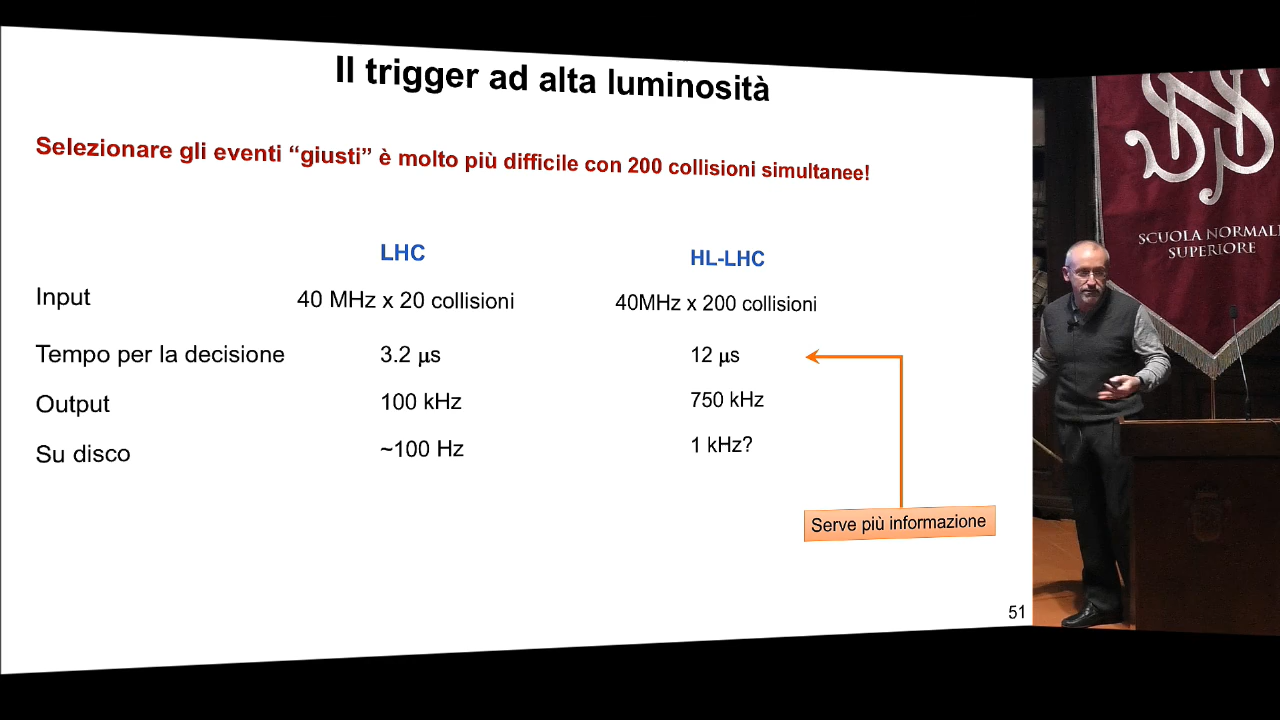 Il trigger ad alta luminosità
Selezionare gli eventi “giusti” è molto più difficile con 200 collisioni simultanee!
LHC HL-LHC
Input 40 MHz x 20 collisioni 40MHz x 200 collisioni
Tempo per la decisione 3.2 μs 12 μs
Output 100 kHz 750 kHz
Su disco ~100 Hz 1 kHz?
Serve più informazione
51
SCUOLA NORMALE
SUPERIORE